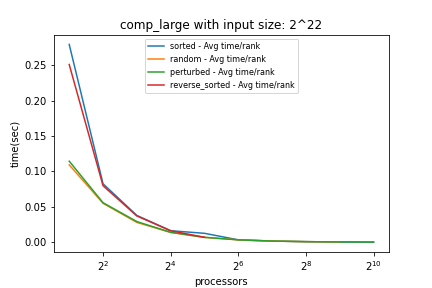 comp_large with input size: 2^22
sorted - Avg time/rank
random - Avg time/rank
perturbed - Avg time/rank
reverse_sorted - Avg time/rank
time(sec)
0.25
0.20
0.15
0.10
0.05
0.00
2^2 2^4 2^6 2^8 2^10
processors